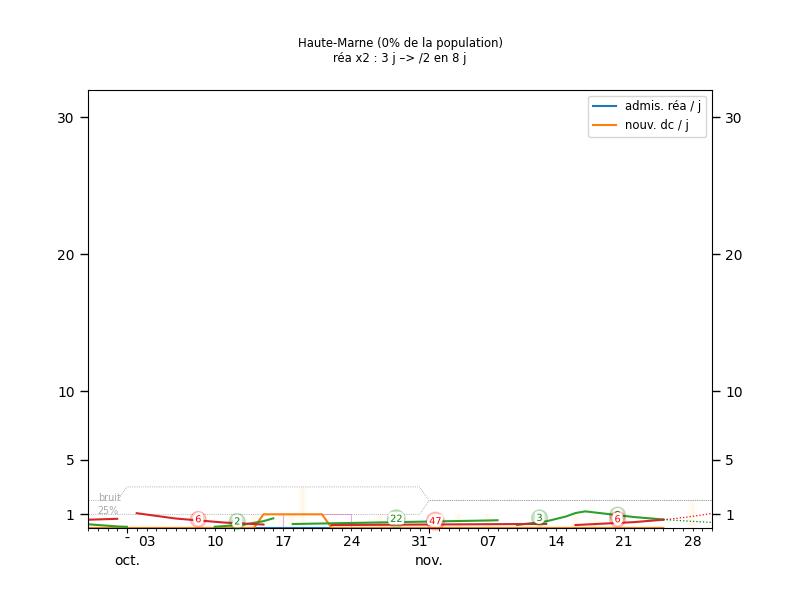 Haute-Marne (0% de la population)
réa x2 : 3 j –> /2 en 8 j
admis. réa / j
nouv. dc / j
30 30
20 20
10 10
5 5
1 1
bruit
25%
6 2 22 47 3 6
- 03 10 17 24 31 07 14 21 28
oct. nov.